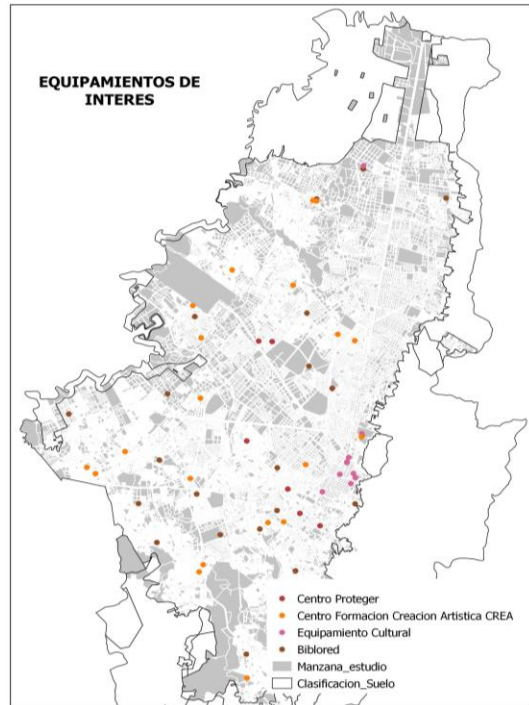 EQUIPAMIENTOS DE
INTERES
Centro Proteger
Centro Formacion Creacion Artistica CREA
Equipamiento Cultural
Biblored
Manzana_estudio
Clasificacion_Suelo